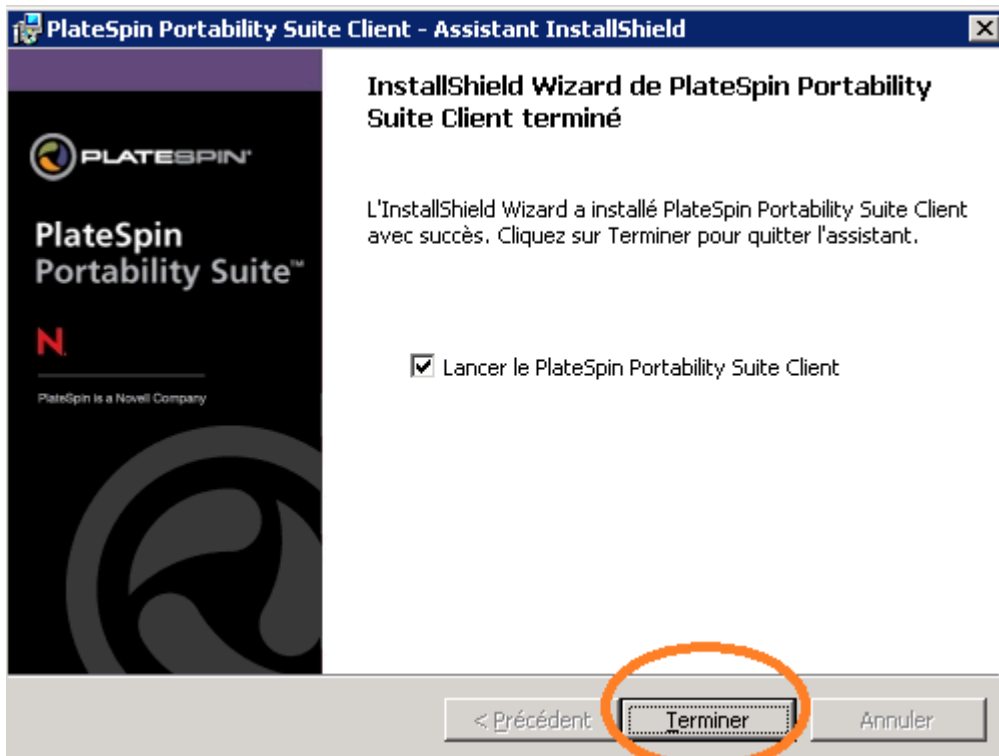 PlateSpin Portability Suite Client - Assistant InstallShield
PLATESPIN
PlateSpin
Portability Suite™
N
PlateSpin is a Novell Company
InstallShield Wizard de PlateSpin Portability
Suite Client terminé
L'InstallShield Wizard a installé PlateSpin Portability Suite Client
avec succès. Cliquez sur Terminer pour quitter l'assistant.
Lancer le PlateSpin Portability Suite Client
< Précédent
Terminer
Annuler